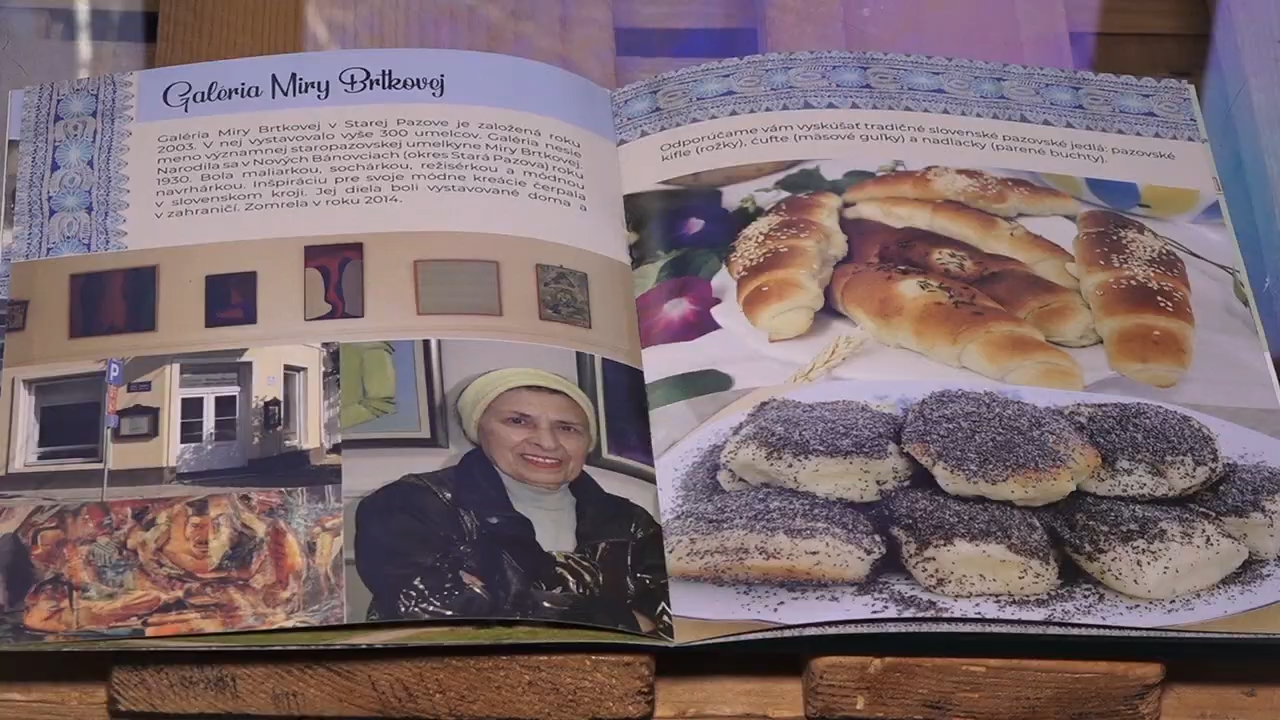 Galéria Miry Brtkovej
Galéria Miry Brtkovej v Starej Pazove je založená roku
2003. V nej vystavovalo vyše 300 umelcov. Galéria nesie
meno významnej staropazovskej umelkyne Miry Brtkovej.
Narodila sa v Nových Bánovciach (okres Stará Pazova) roku
1930. Bola maliarkou, sochárkou, režisérkou a módnou
navrhárkou. Inšpiráciu pre svoje módne kreácie čerpala
v slovenskom kroji. Jej diela boli vystavované doma a
v zahraničí. Zomrela v roku 2014.
P
Odporúčame vám vyskúšať tradičné slovenské pazovské jedlá: pazovské
kifle (rožky), ćufte (mäsové guľky) a nadlacky (parené buchty).